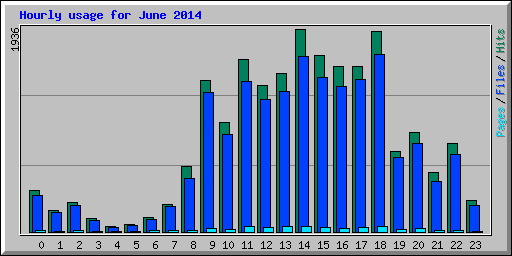 Hourly usage for June 2014
1936
Pages / Files / Hits
0 1 2 3 4 5 6 7 8 9 10 11 12 13 14 15 16 17 18 19 20 21 22 23